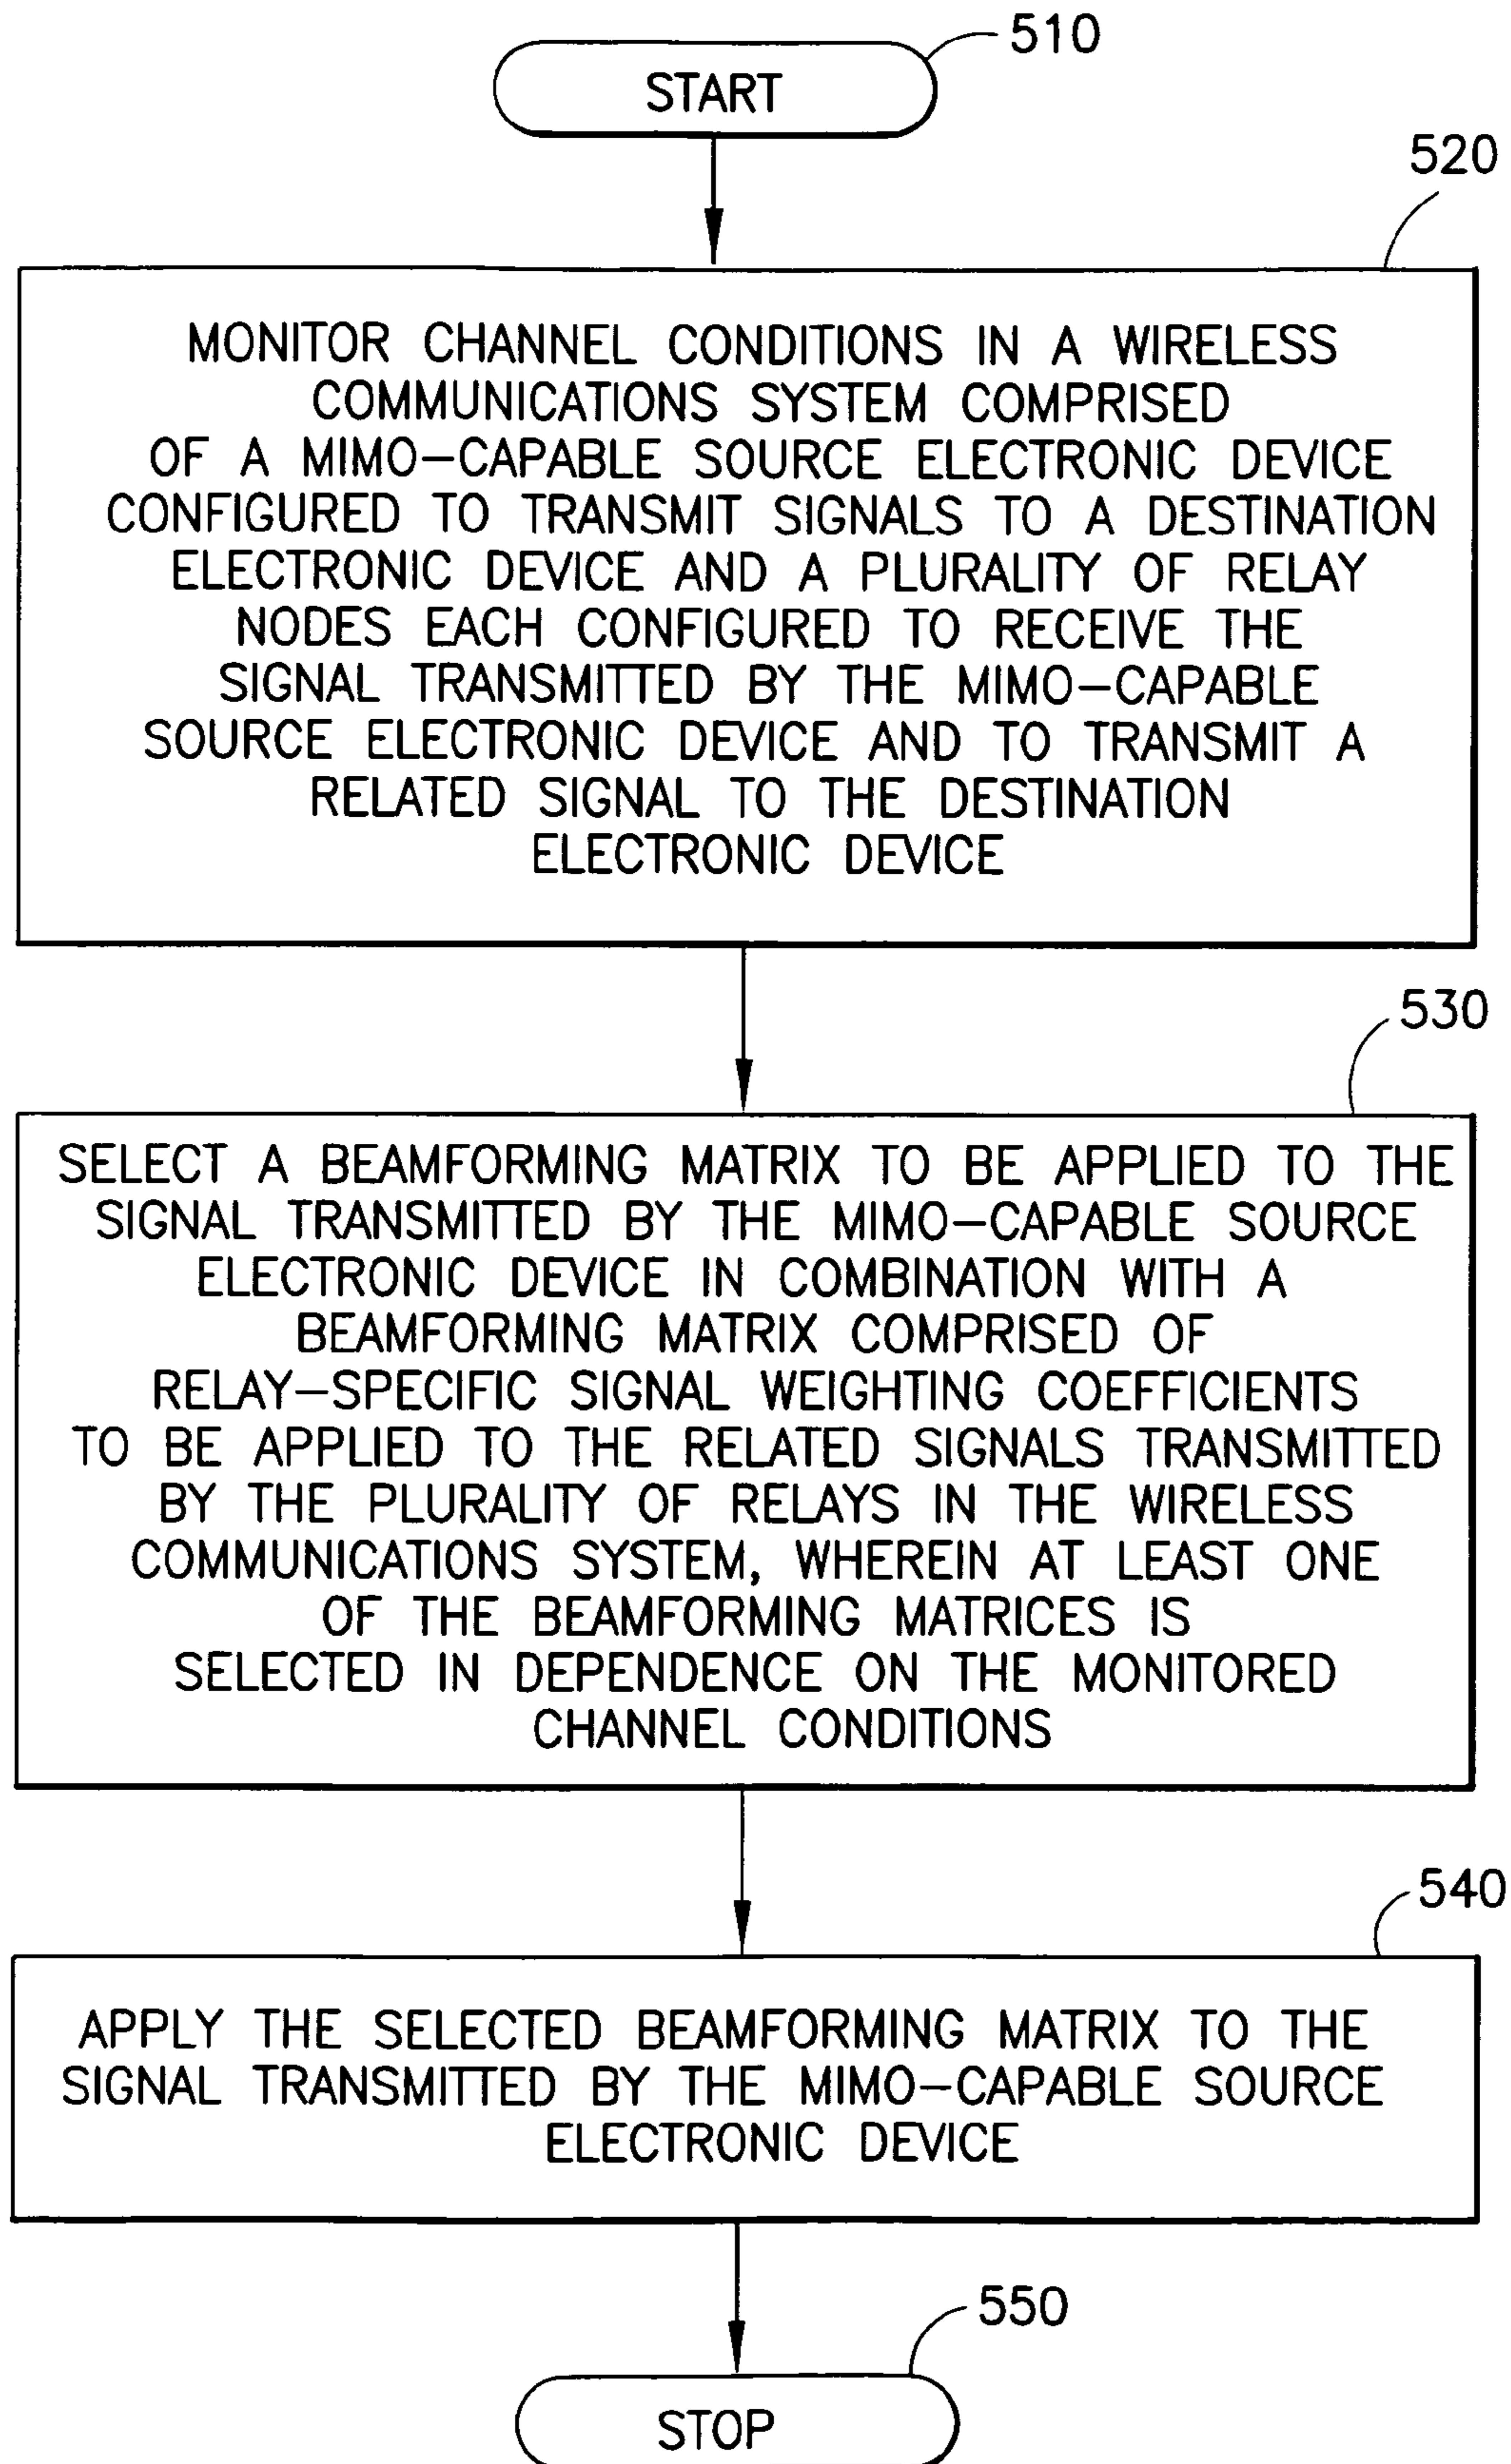 510
START
520
MONITOR CHANNEL CONDITIONS IN A WIRELESS
COMMUNICATIONS SYSTEM COMPRISED
OF A MIMO-CAPABLE SOURCE ELECTRONIC DEVICE
CONFIGURED TO TRANSMIT SIGNALS TO A DESTINATION
ELECTRONIC DEVICE AND A PLURALITY OF RELAY
NODES EACH CONFIGURED TO RECEIVE THE
SIGNAL TRANSMITTED BY THE MIMO-CAPABLE
SOURCE ELECTRONIC DEVICE AND TO TRANSMIT A
RELATED SIGNAL TO THE DESTINATION
ELECTRONIC DEVICE
530
SELECT A BEAMFORMING MATRIX TO BE APPLIED TO THE
SIGNAL TRANSMITTED BY THE MIMO-CAPABLE SOURCE
ELECTRONIC DEVICE IN COMBINATION WITH A
BEAMFORMING MATRIX COMPRISED OF
RELAY-SPECIFIC SIGNAL WEIGHTING COEFFICIENTS
TO BE APPLIED TO THE RELATED SIGNALS TRANSMITTED
BY THE PLURALITY OF RELAYS IN THE WIRELESS
COMMUNICATIONS SYSTEM, WHEREIN AT LEAST ONE
OF THE BEAMFORMING MATRICES IS
SELECTED IN DEPENDENCE ON THE MONITORED
CHANNEL CONDITIONS
540
APPLY THE SELECTED BEAMFORMING MATRIX TO THE
SIGNAL TRANSMITTED BY THE MIMO-CAPABLE SOURCE
ELECTRONIC DEVICE
550
STOP